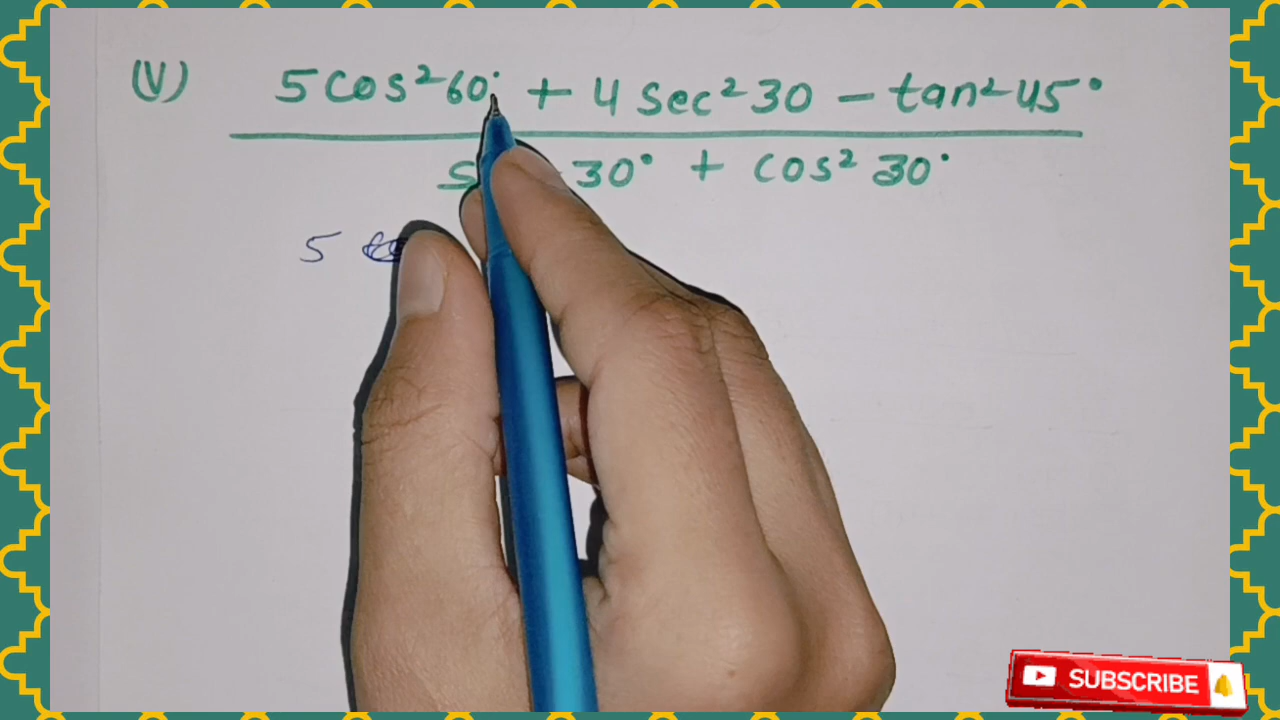 (V) 5 cos² 60° + 4 sec² 30 - tan² 45°
30° + cos² 30°
5
SUBSCRIBE